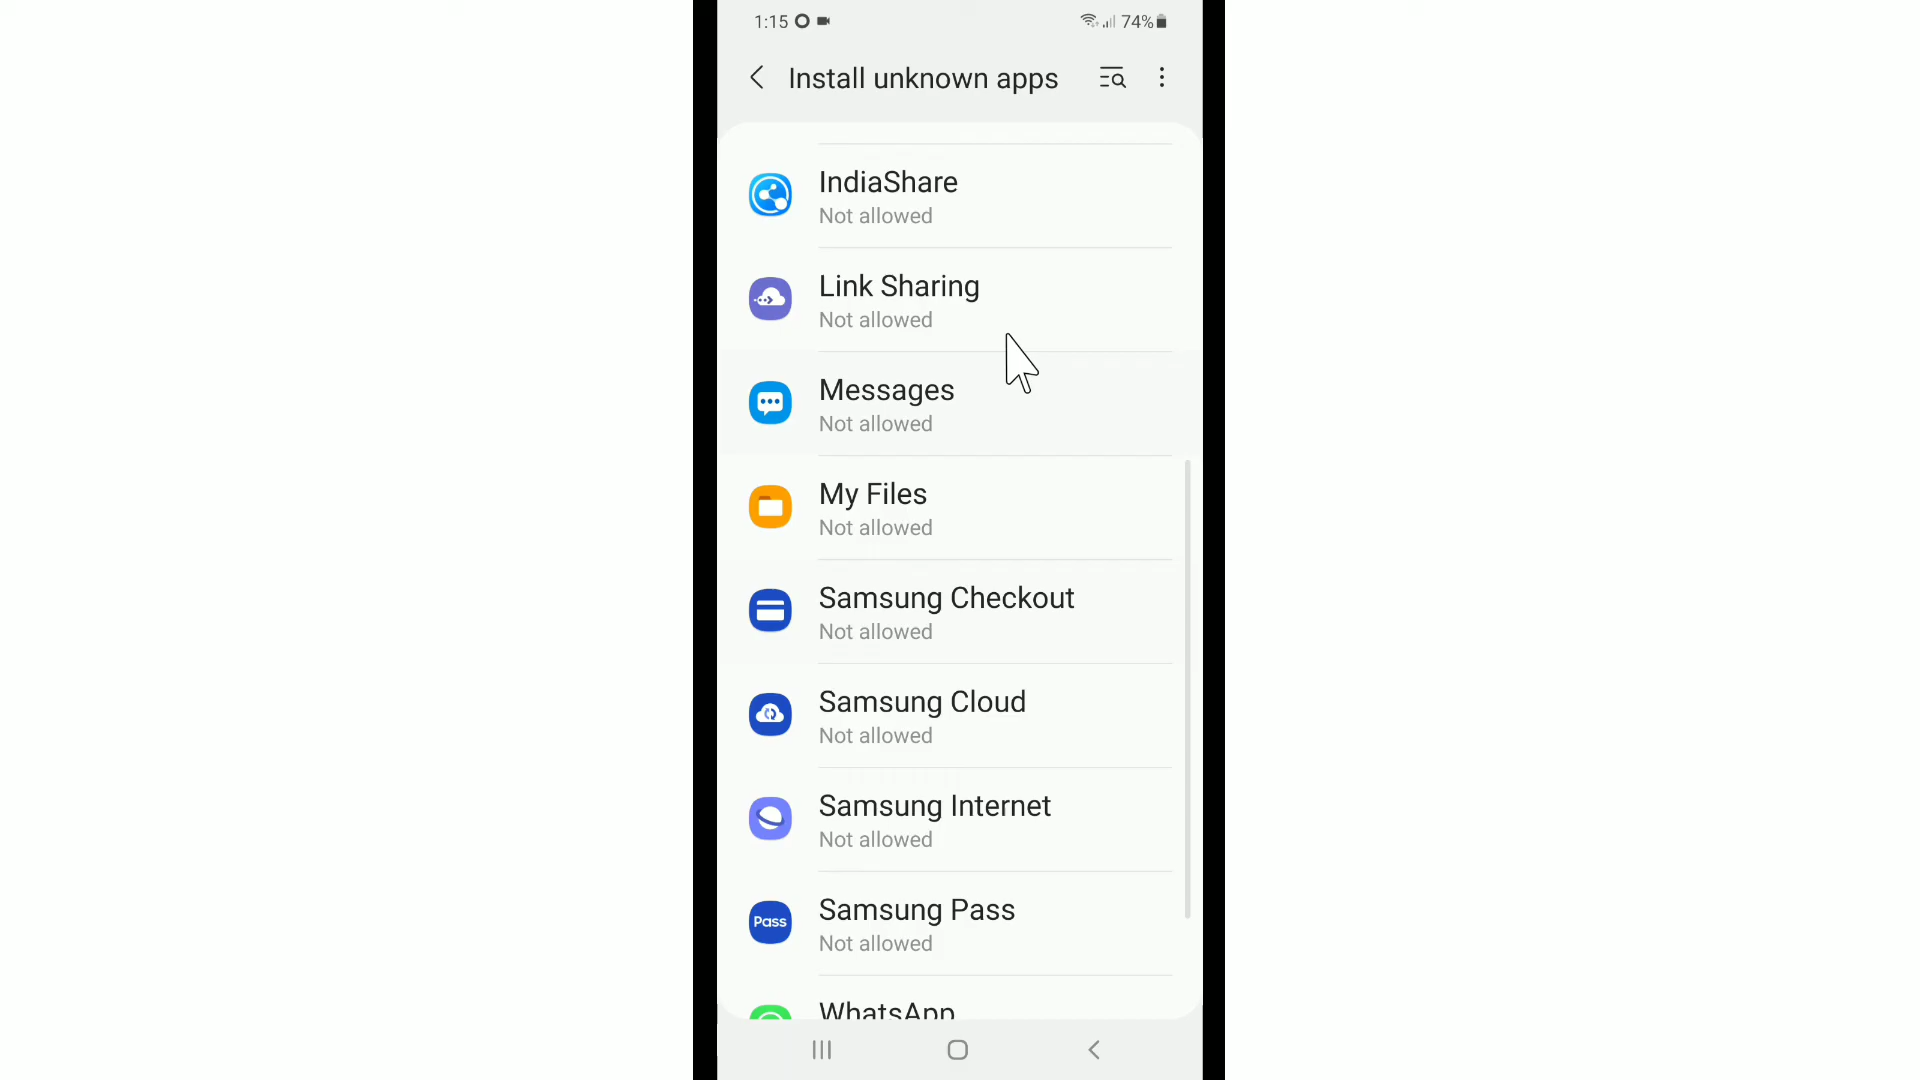 1:15 74%
Install unknown apps
IndiaShare
Not allowed
Link Sharing
Not allowed
Messages
Not allowed
My Files
Not allowed
Samsung Checkout
Not allowed
Samsung Cloud
Not allowed
Samsung Internet
Not allowed
Pass
Samsung Pass
Not allowed
WhatsApp